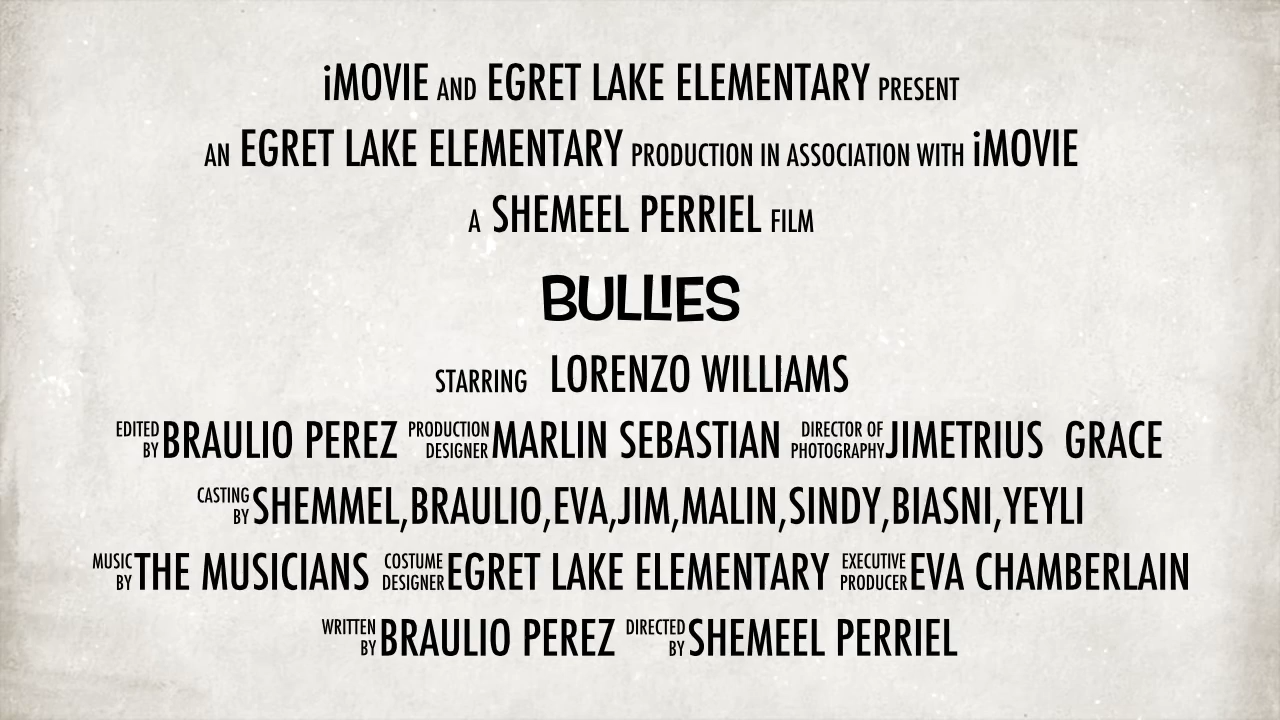 iMOVIE AND EGRET LAKE ELEMENTARY PRESENT
AN EGRET LAKE ELEMENTARY PRODUCTION IN ASSOCIATION WITH iMOVIE
A SHEMEEL PERRIEL FILM
BULLIES
STARRING LORENZO WILLIAMS
EDITED BY BRAULIO PEREZ PRODUCTION DESIGNER MARLIN SEBASTIAN DIRECTOR OF PHOTOGRAPHY JIMETRIUS GRACE
CASTING BY SHEMMEL,BRAULIO,EVA,JIM,MALIN,SINDY,BIASNI,YEYLI
MUSIC BY THE MUSICIANS COSTUME DESIGNER EGRET LAKE ELEMENTARY EXECUTIVE PRODUCER EVA CHAMBERLAIN
WRITTEN BY BRAULIO PEREZ DIRECTED BY SHEMEEL PERRIEL